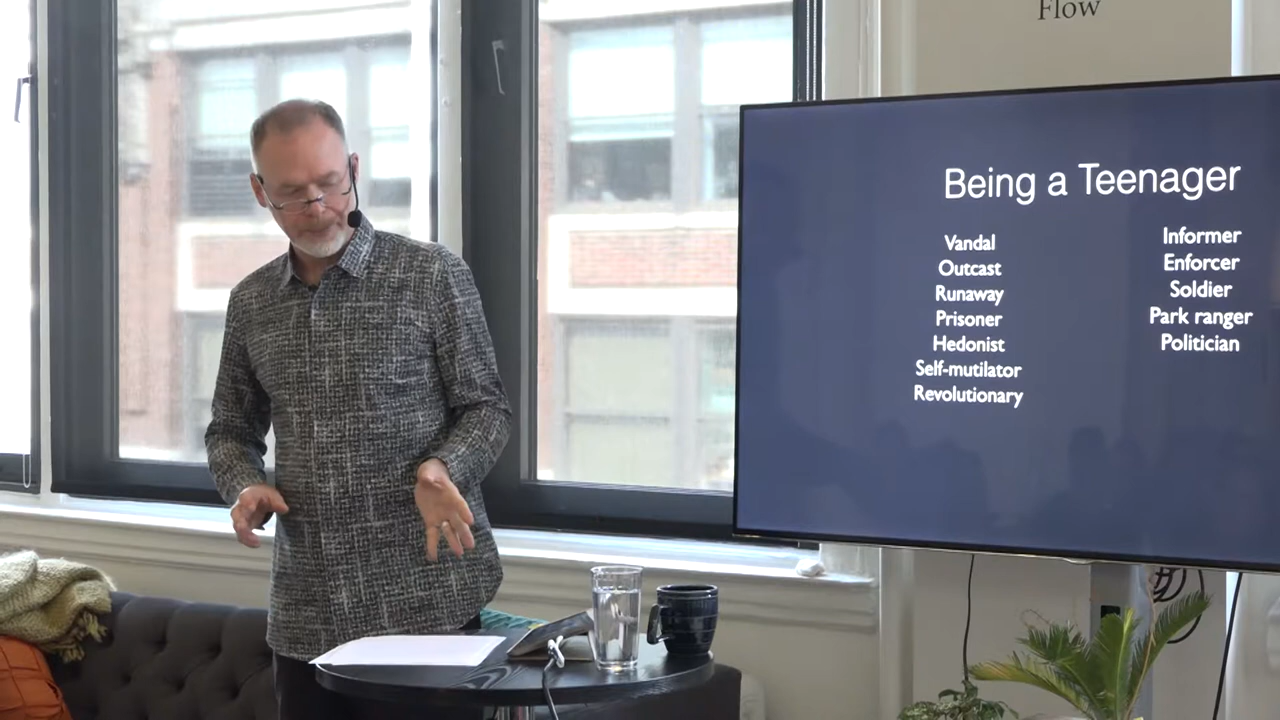 Flow
Being a Teenager
Vandal
Outcast
Runaway
Prisoner
Hedonist
Self-mutilator
Revolutionary
Informer
Enforcer
Soldier
Park ranger
Politician